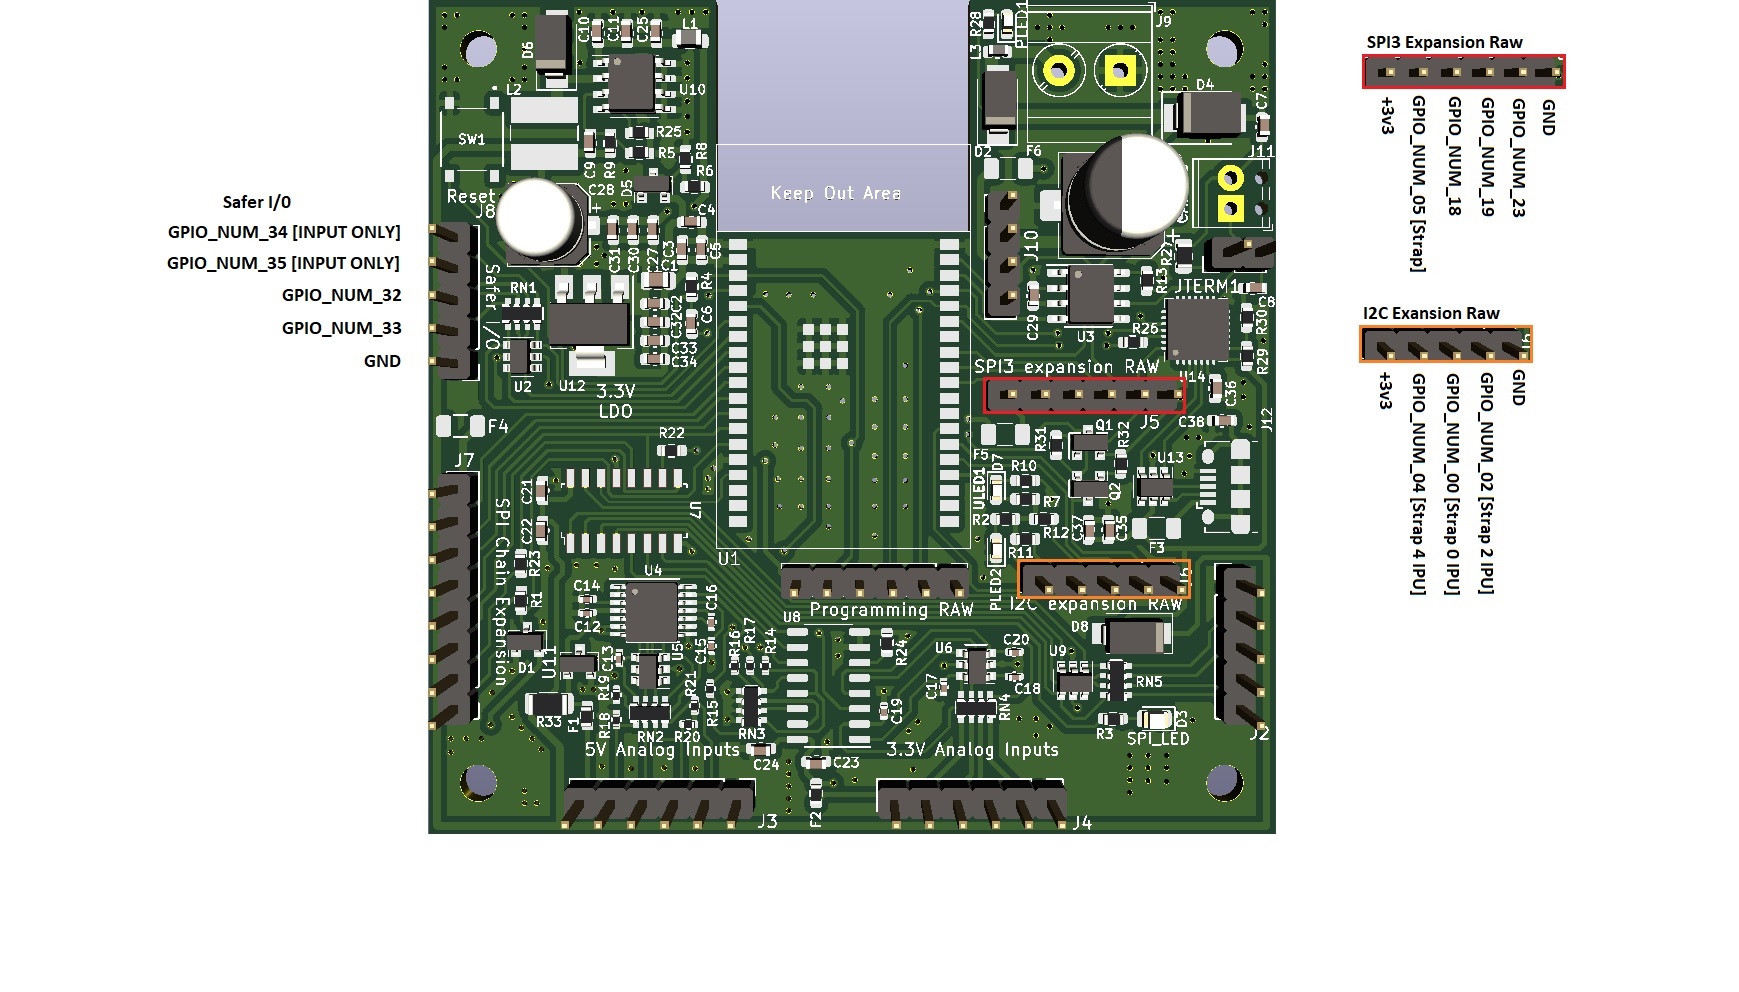 Safer I/0
GPIO_NUM_34 [INPUT ONLY]
GPIO_NUM_35 [INPUT ONLY]
GPIO_NUM_32
GPIO_NUM_33
GND
D6
C10
C11
C25
L1
U10
L2
SW1
C9
R9
R25
R5
R8
R6
Reset
J8
C28
+
D5
C4
C31
C30
C27
C3
C5
Safer I/O
RN1
U2
U12
3.3V
LDO
R4
C2
C32
C6
C33
C34
Keep Out Area
R28
PLED1
J9
L3
D4
C7
D2
F6
J11
J10
+
R27
R13
JTERM1
C8
C29
U3
R26
R30
R29
U14
SPI3 expansion RAW
J5
C36
C38
J12
F4
J7
R22
SPI Chain Expansion
C21
C22
R23
R1
U7
U1
F5
D7
ULED1
R31
Q1
R32
R10
U13
Q2
R7
R2
R12
R11
C37
C35
F3
PLED2
Programming RAW
I2C expansion RAW
U4
C14
C12
C16
D1
U11
C13
U5
C15
R16
R17
R14
R19
R18
R33
F1
RN2
R21
R20
R15
RN3
5V Analog Inputs
C24
J3
U8
R24
U6
C20
C17
C18
C19
RN4
3.3V Analog Inputs
C23
F2
J4
D8
U9
RN5
R3
D3
SPI_LED
J2
SPI3 Expansion Raw
+3v3
GPIO_NUM_05 [Strap]
GPIO_NUM_18
GPIO_NUM_19
GPIO_NUM_23
GND
I2C Exansion Raw
+3v3
GPIO_NUM_04 [Strap 4 IPU]
GPIO_NUM_00 [Strap 0 IPU]
GPIO_NUM_02 [Strap 2 IPU]
GND